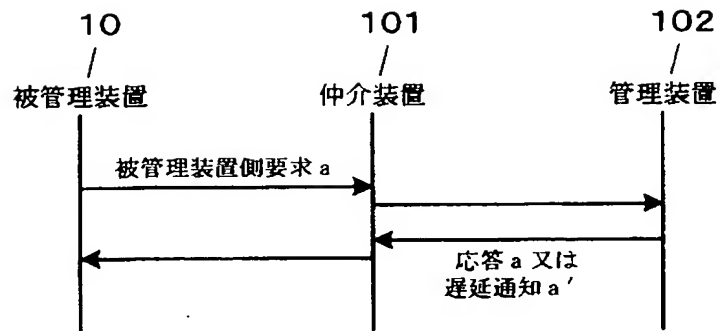 10 101 102
被管理装置 仲介装置 管理装置
被管理装置側要求 a
応答 a 又は
遅延通知 a′